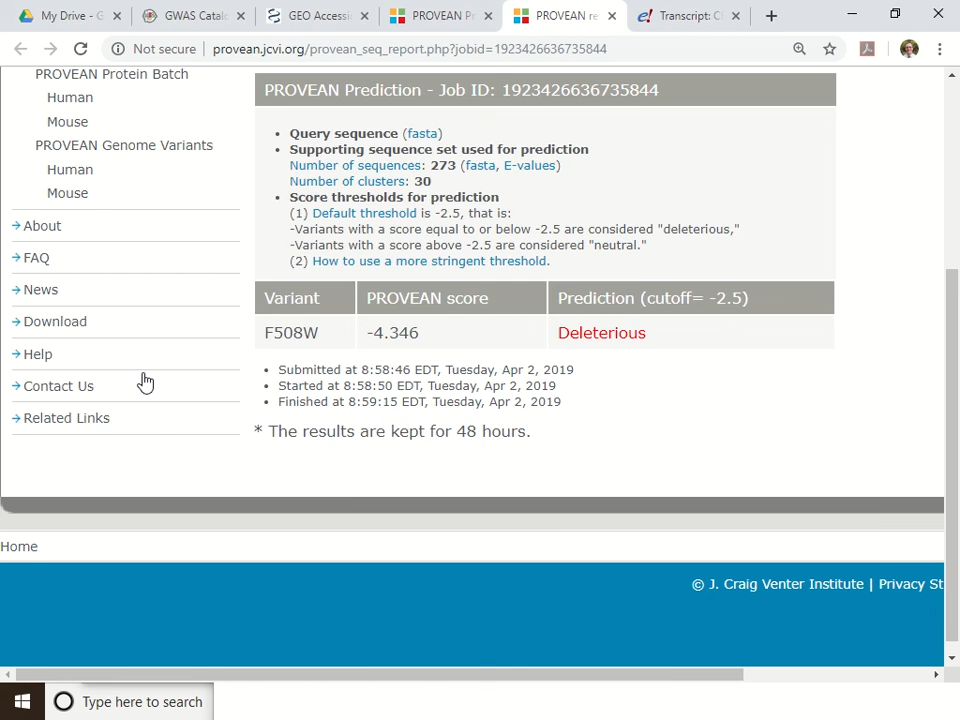 My Drive - G
GWAS Catal
GEO Accessi
PROVEAN P
PROVEAN re
Transcript: C
Not secure | provean.jcvi.org/provean_seq_report.php?jobid=1923426636735844
PROVEAN Protein Batch
Human
Mouse
PROVEAN Genome Variants
Human
Mouse
About
FAQ
News
Download
Help
Contact Us
Related Links
PROVEAN Prediction - Job ID: 1923426636735844
• Query sequence (fasta)
• Supporting sequence set used for prediction
Number of sequences: 273 (fasta, E-values)
Number of clusters: 30
• Score thresholds for prediction
(1) Default threshold is -2.5, that is:
-Variants with a score equal to or below -2.5 are considered "deleterious,"
-Variants with a score above -2.5 are considered "neutral."
(2) How to use a more stringent threshold.
Variant PROVEAN score Prediction (cutoff= -2.5)
F508W -4.346 Deleterious
• Submitted at 8:58:46 EDT, Tuesday, Apr 2, 2019
• Started at 8:58:50 EDT, Tuesday, Apr 2, 2019
• Finished at 8:59:15 EDT, Tuesday, Apr 2, 2019
* The results are kept for 48 hours.
Home
© J. Craig Venter Institute | Privacy St
Type here to search